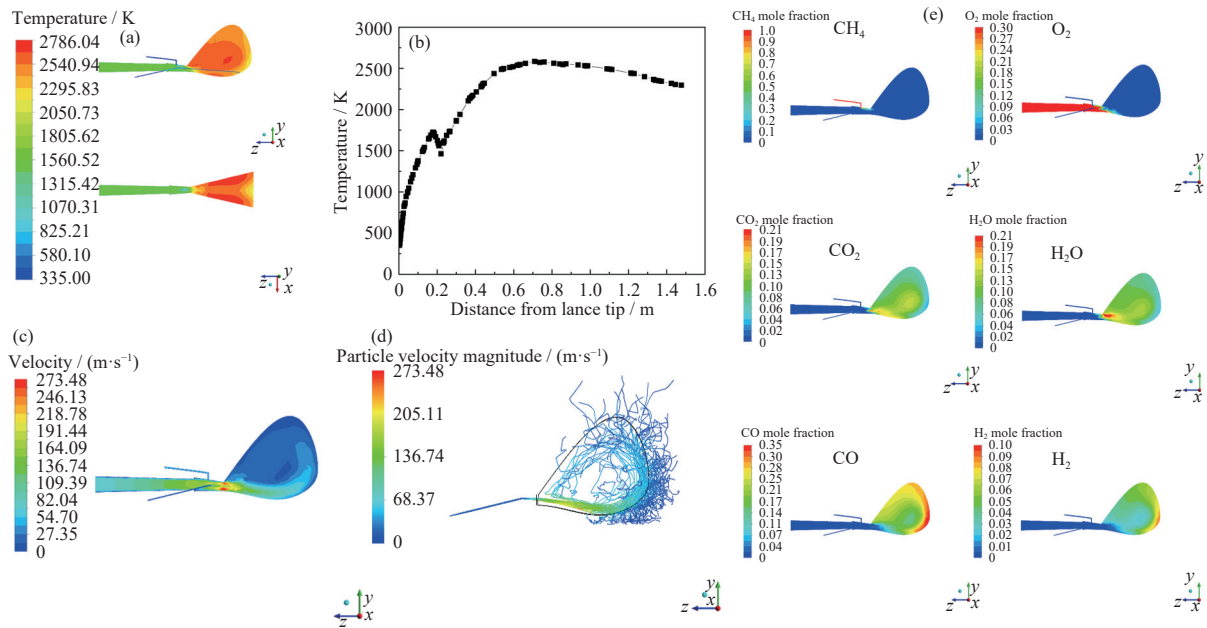 Temperature / K
(a)
2786.04
2540.94
2295.83
2050.73
1805.62
1560.52
1315.42
1070.31
825.21
580.10
335.00
y
z
x
z
y
x
(b)
Temperature / K
3000
2500
2000
1500
1000
500
0
0
0.2
0.4
0.6
0.8
1.0
1.2
1.4
1.6
Distance from lance tip / m
(c)
Velocity / (m·s⁻¹)
273.48
246.13
218.78
191.44
164.09
136.74
109.39
82.04
54.70
27.35
0
y
z
x
(d)
Particle velocity magnitude / (m·s⁻¹)
273.48
205.11
136.74
68.37
0
y
z
x
(e)
CH₄ mole fraction
CH₄
1.0
0.9
0.8
0.7
0.6
0.5
0.4
0.3
0.2
0.1
0
y
z
x
O₂ mole fraction
O₂
0.30
0.27
0.24
0.21
0.18
0.15
0.12
0.09
0.06
0.03
0
y
z
x
CO₂ mole fraction
CO₂
0.21
0.19
0.17
0.15
0.13
0.10
0.08
0.06
0.04
0.02
0
y
z
x
H₂O mole fraction
H₂O
0.21
0.19
0.17
0.15
0.13
0.11
0.09
0.06
0.04
0.02
0
y
z
x
CO mole fraction
CO
0.35
0.32
0.28
0.25
0.21
0.18
0.14
0.11
0.07
0.04
0
y
z
x
H₂ mole fraction
H₂
0.10
0.09
0.08
0.07
0.06
0.05
0.04
0.03
0.02
0.01
0
y
z
x